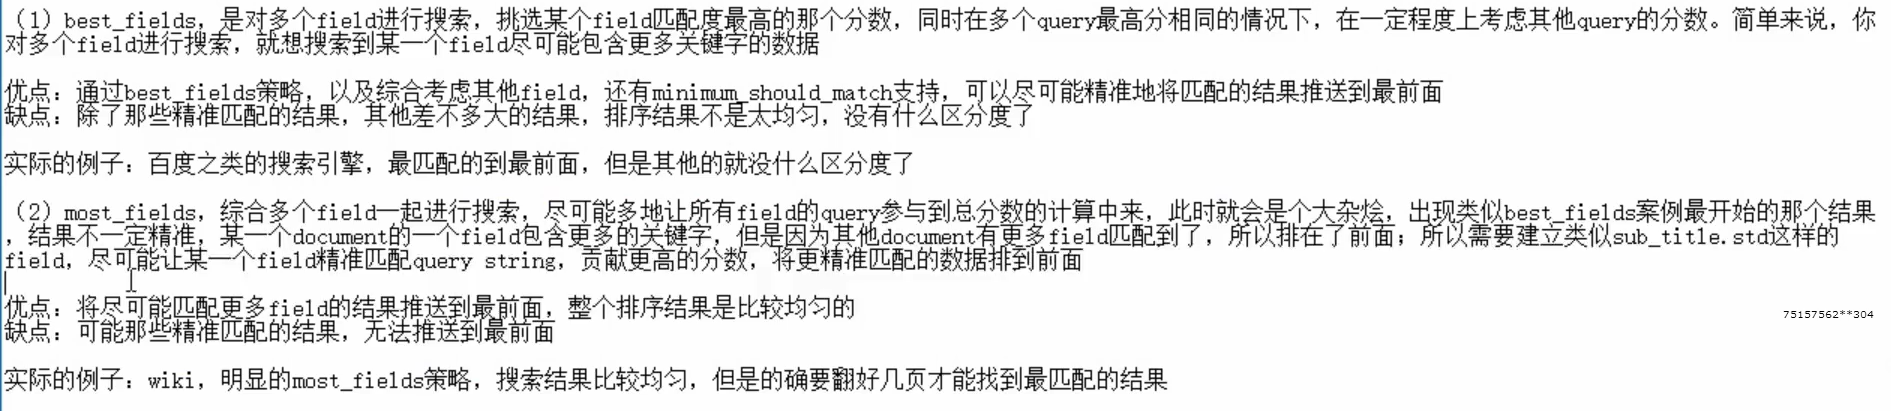 （1）best_fields，是对多个field进行搜索，挑选某个field匹配度最高的那个分数，同时在多个query最高分相同的情况下，在一定程度上考虑其他query的分数。简单来说，你
对多个field进行搜索，就想搜索到某一个field尽可能包含更多关键字的数据
优点：通过best_fields策略，以及综合考虑其他field，还有minimum_should_match支持，可以尽可能精准地将匹配的结果推送到最前面
缺点：除了那些精准匹配的结果，其他差不多大的结果，排序结果不是太均匀，没有什么区分度了
实际的例子：百度之类的搜索引擎，最匹配的到最前面，但是其他的就没什么区分度了
（2）most_fields，综合多个field一起进行搜索，尽可能多地让所有field的query参与到总分数的计算中来，此时就会是个大杂烩，出现类似best_fields案例最开始的那个结果
，结果不一定精准，某一个document的一个field包含更多的关键字，但是因为其他document有更多field匹配到了，所以排在了前面；所以需要建立类似sub_title.std这样的
field，尽可能让某一个field精准匹配query string，贡献更高的分数，将更精准匹配的数据排到前面
优点：将尽可能匹配更多field的结果推送到最前面，整个排序结果是比较均匀的
75157562**304
缺点：可能那些精准匹配的结果，无法推送到最前面
实际的例子：wiki，明显的most_fields策略，搜索结果比较均匀，但是的确要翻好几页才能找到最匹配的结果